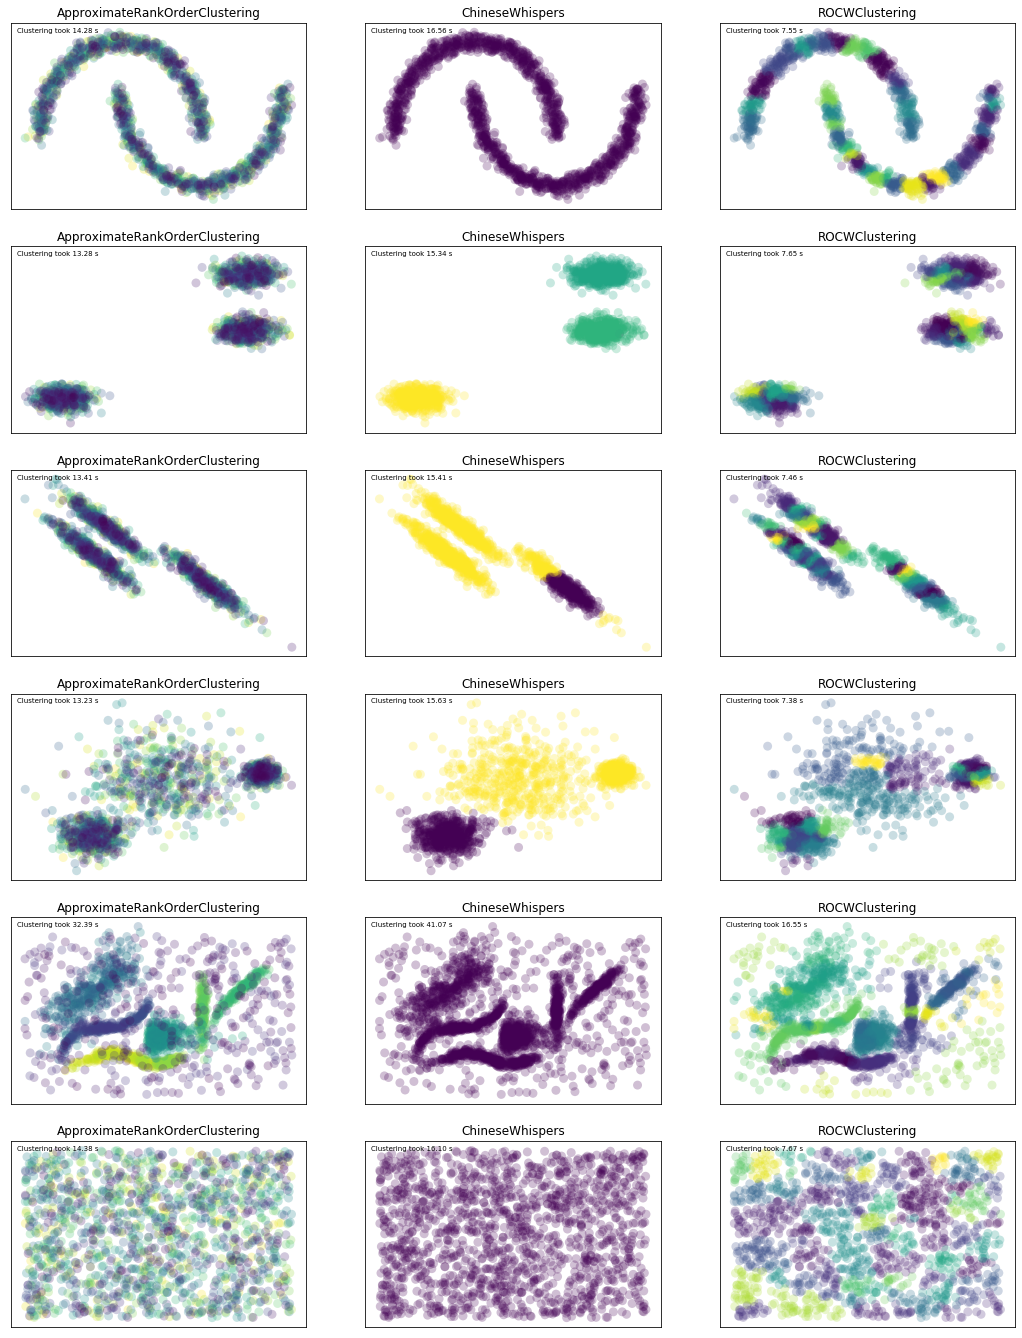 ApproximateRankOrderClustering
ChineseWhispers
ROCWClustering
Clustering took 14.28 s
Clustering took 16.56 s
Clustering took 7.55 s
ApproximateRankOrderClustering
ChineseWhispers
ROCWClustering
Clustering took 13.28 s
Clustering took 15.34 s
Clustering took 7.65 s
ApproximateRankOrderClustering
ChineseWhispers
ROCWClustering
Clustering took 13.41 s
Clustering took 15.41 s
Clustering took 7.46 s
ApproximateRankOrderClustering
ChineseWhispers
ROCWClustering
Clustering took 13.23 s
Clustering took 15.63 s
Clustering took 7.38 s
ApproximateRankOrderClustering
ChineseWhispers
ROCWClustering
Clustering took 32.39 s
Clustering took 41.07 s
Clustering took 16.55 s
ApproximateRankOrderClustering
ChineseWhispers
ROCWClustering
Clustering took 14.38 s
Clustering took 16.10 s
Clustering took 7.67 s